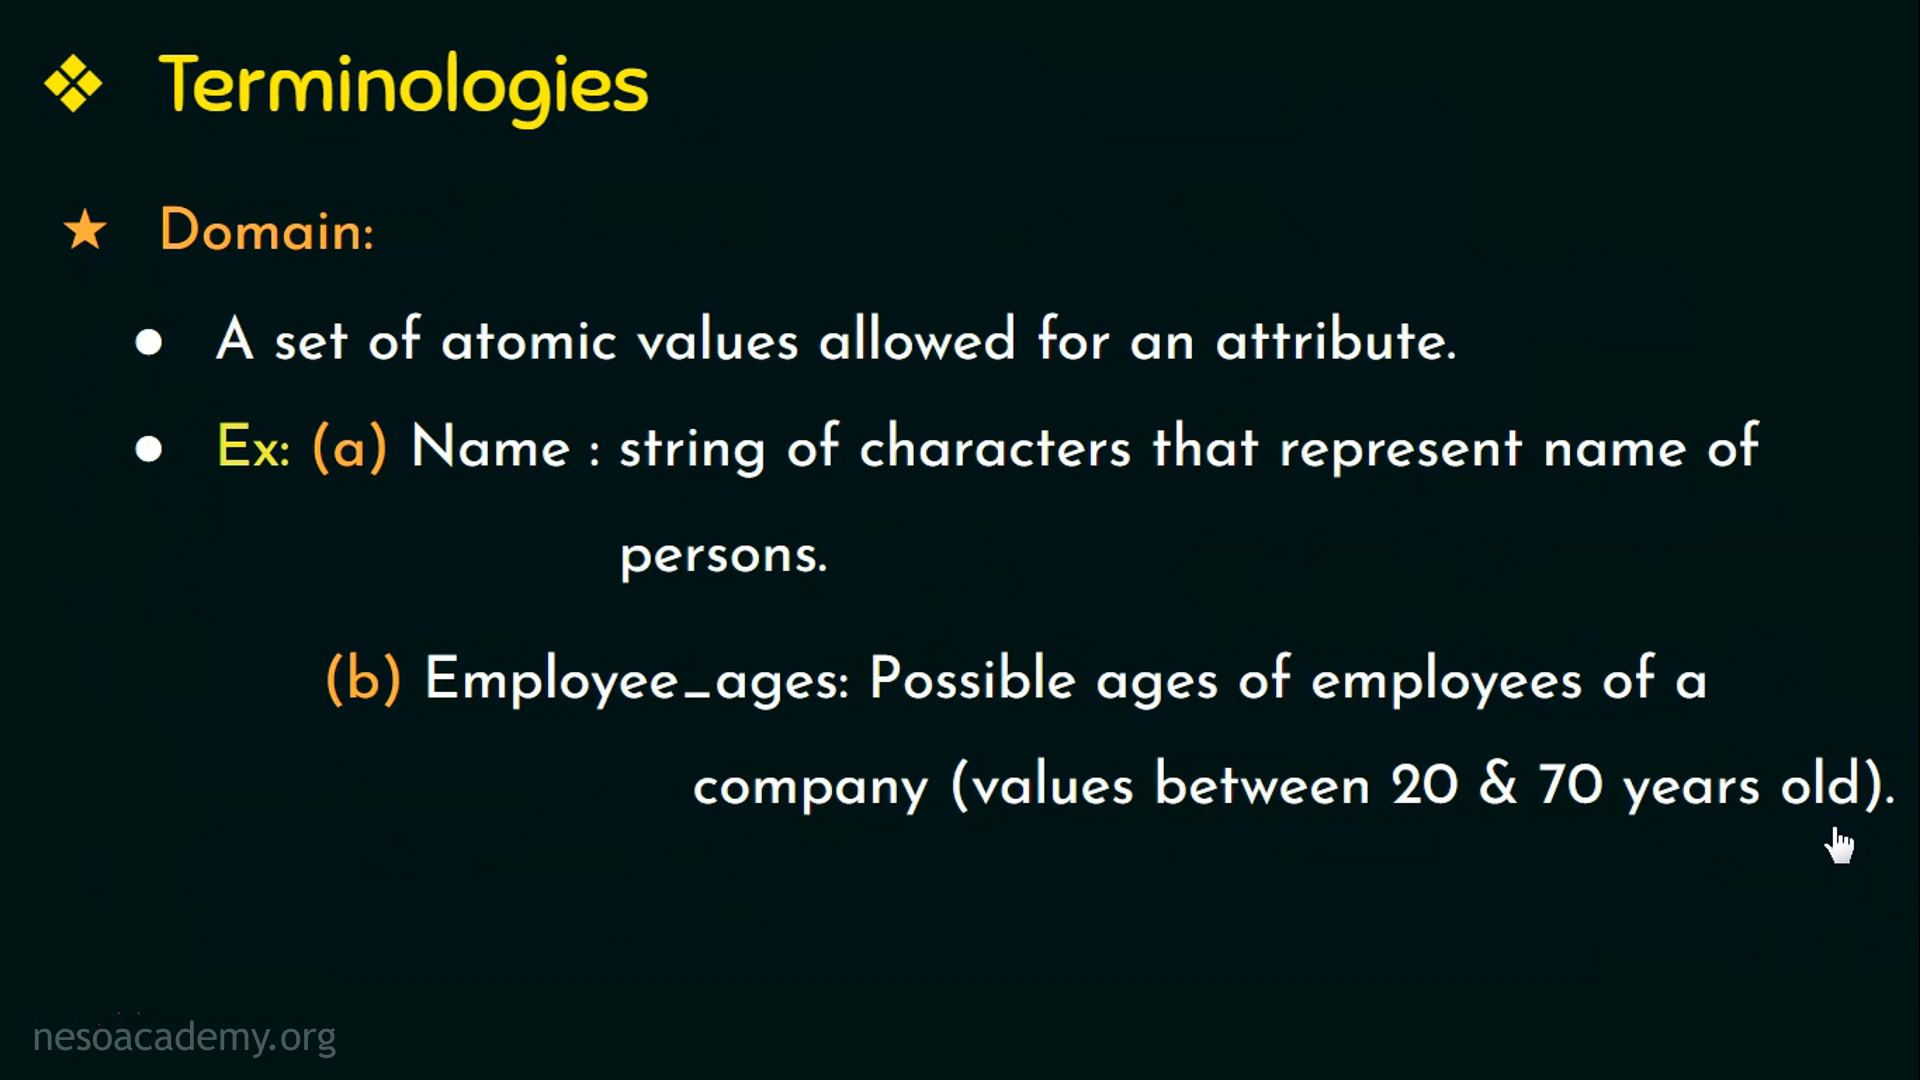 ❖ Terminologies
★ Domain:
● A set of atomic values allowed for an attribute.
● Ex: (a) Name : string of characters that represent name of
persons.
(b) Employee_ages: Possible ages of employees of a
company (values between 20 & 70 years old).
nesoacademy.org